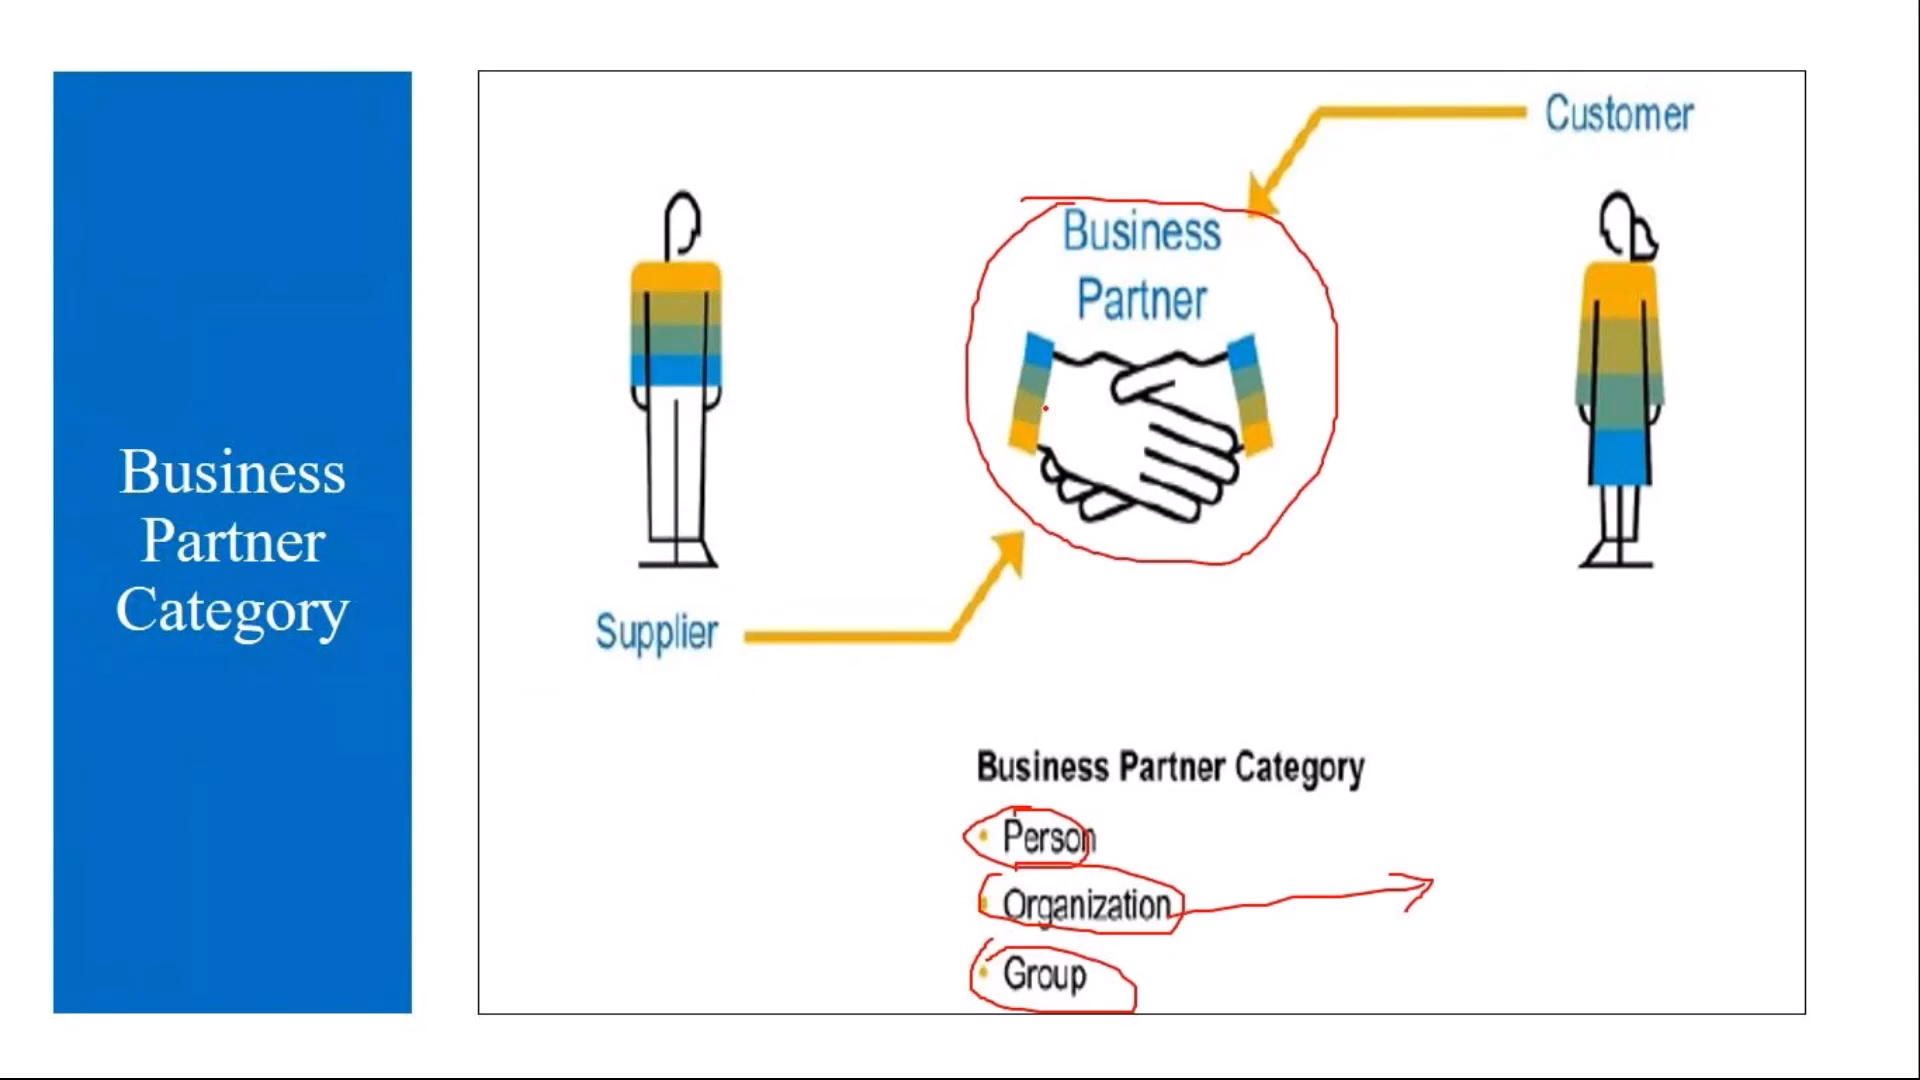 Business
Partner
Category
Customer
Business
Partner
Supplier
Business Partner Category
• Person
• Organization
• Group